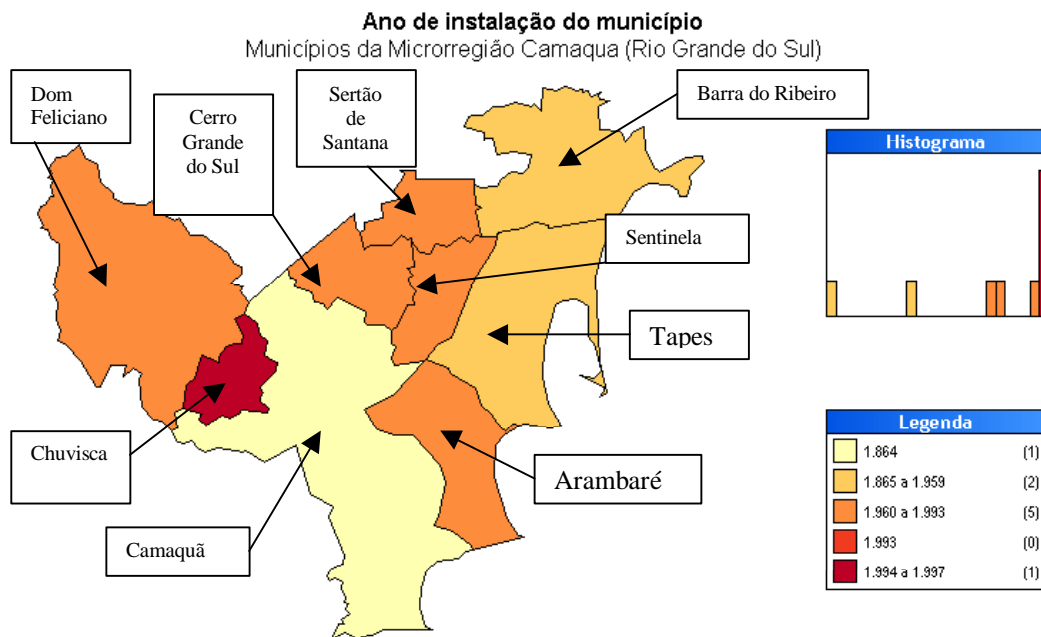 Ano de instalação do município
Municípios da Microrregião Camaqua (Rio Grande do Sul)
Dom
Feliciano
Cerro
Grande
do Sul
Sertão
de
Santana
Barra do Ribeiro
Histograma
Sentinela
Tapes
Chuvisca
Arambaré
Camaquã
Legenda
1.864 (1)
1.865 a 1.959 (2)
1.960 a 1.993 (5)
1.993 (0)
1.994 a 1.997 (1)